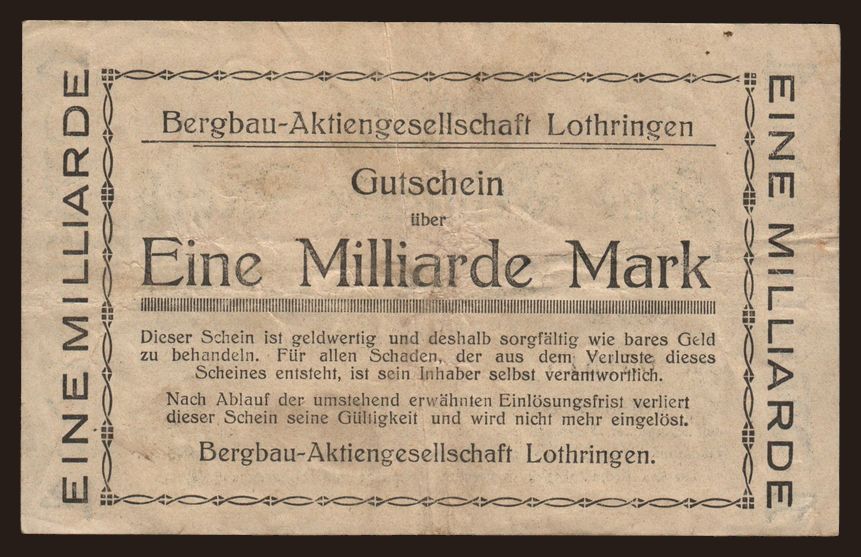 Bergbau-Aktiengesellschaft Lothringen
Gutschein
über
Eine Milliarde Mark
Dieser Schein ist geldwertig und deshalb sorgfältig wie bares Geld
zu behandeln. Für allen Schaden, der aus dem Verluste dieses
Scheines entsteht, ist sein Inhaber selbst verantwortlich.
Nach Ablauf der umstehend erwähnten Einlösungsfrist verliert
dieser Schein seine Gültigkeit und wird nicht mehr eingelöst.
Bergbau-Aktiengesellschaft Lothringen.
EINE MILLIARDE
EINE MILLIARDE